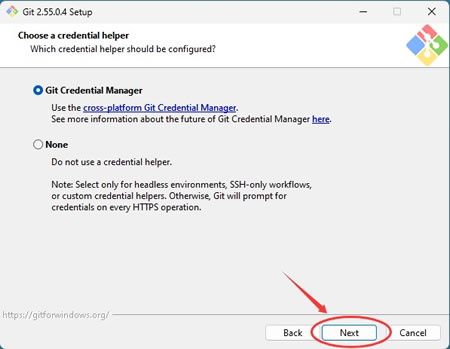 Git 2.55.0.4 Setup
Choose a credential helper
Which credential helper should be configured?
Git Credential Manager
Use the cross-platform Git Credential Manager.
See more information about the future of Git Credential Manager here.
None
Do not use a credential helper.
Note: Select only for headless environments, SSH-only workflows,
or custom credential helpers. Otherwise, Git will prompt for
credentials on every HTTPS operation.
https://gitforwindows.org/
Back Next Cancel